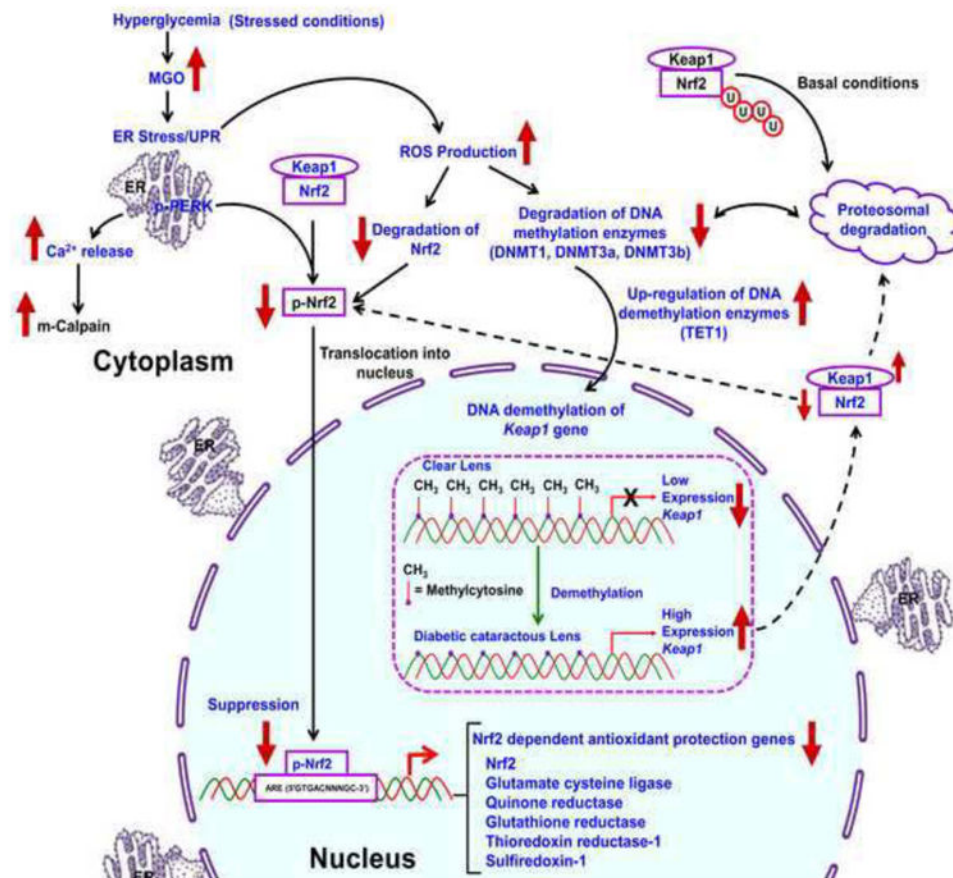 Hyperglycemia (Stressed conditions)
MGO
ER Stress/UPR
ER
p-PERK
Ca²⁺ release
m-Calpain
Keap1
Nrf2
p-Nrf2
ROS Production
Degradation of
Nrf2
Degradation of DNA
methylation enzymes
(DNMT1, DNMT3a, DNMT3b)
Keap1
Nrf2
U
U
U
U
Basal conditions
Proteosomal
degradation
Up-regulation of DNA
demethylation enzymes
(TET1)
Keap1
Nrf2
Cytoplasm
Translocation into
nucleus
ER
DNA demethylation of
Keap1 gene
Clear Lens
CH₃ CH₃ CH₃ CH₃ CH₃ CH₃
X
Low
Expression
Keap1
CH₃
= Methylcytosine
Demethylation
Diabetic cataractous Lens
High
Expression
Keap1
ER
Suppression
p-Nrf2
ARE (5'GTGACNNNGC-3')
Nrf2 dependent antioxidant protection genes
Nrf2
Glutamate cysteine ligase
Quinone reductase
Glutathione reductase
Thioredoxin reductase-1
Sulfiredoxin-1
Nucleus
ER